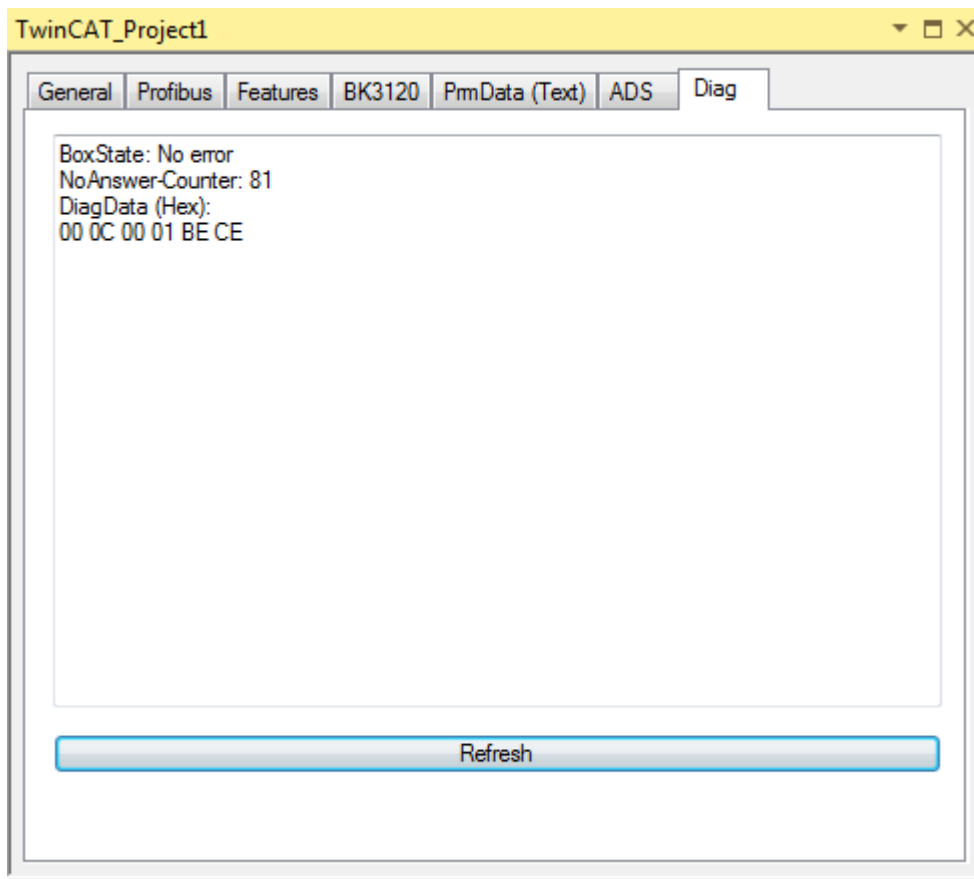 TwinCAT_Project1
General Profibus Features BK3120 PrmData (Text) ADS Diag
BoxState: No error
NoAnswer-Counter: 81
DiagData (Hex):
00 0C 00 01 BE CE
Refresh